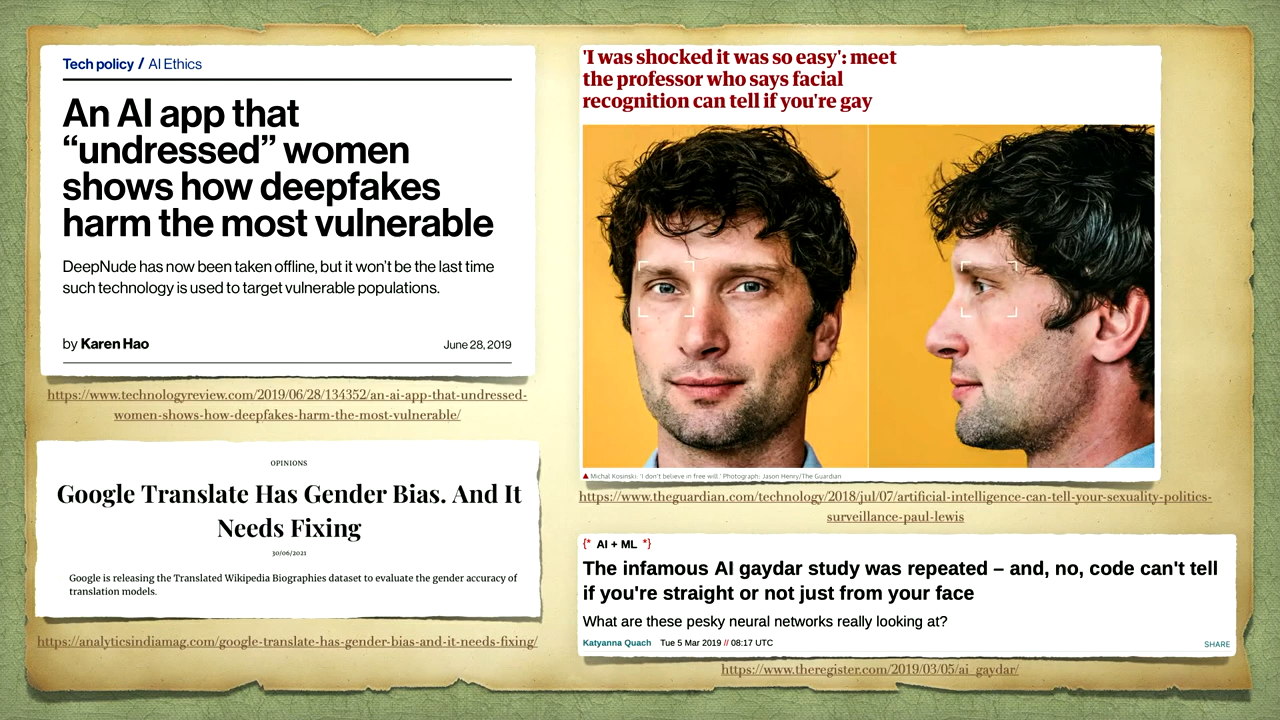 Tech policy / AI Ethics
An AI app that
“undressed” women
shows how deepfakes
harm the most vulnerable
DeepNude has now been taken offline, but it won’t be the last time
such technology is used to target vulnerable populations.
by Karen Hao June 28, 2019
https://www.technologyreview.com/2019/06/28/134352/an-ai-app-that-undressed-
women-shows-how-deepfakes-harm-the-most-vulnerable/
OPINIONS
Google Translate Has Gender Bias. And It
Needs Fixing
30/06/2021
Google is releasing the Translated Wikipedia Biographies dataset to evaluate the gender accuracy of
translation models.
https://analyticsindiamag.com/google-translate-has-gender-bias-and-it-needs-fixing/
'I was shocked it was so easy': meet
the professor who says facial
recognition can tell if you're gay
Michal Kosinski: 'I don't believe in free will.' Photograph: Jason Henry/The Guardian
https://www.theguardian.com/technology/2018/jul/07/artificial-intelligence-can-tell-your-sexuality-politics-
surveillance-paul-lewis
{* AI + ML *}
The infamous AI gaydar study was repeated – and, no, code can't tell
if you're straight or not just from your face
What are these pesky neural networks really looking at?
Katyanna Quach Tue 5 Mar 2019 // 08:17 UTC SHARE
https://www.theregister.com/2019/03/05/ai_gaydar/